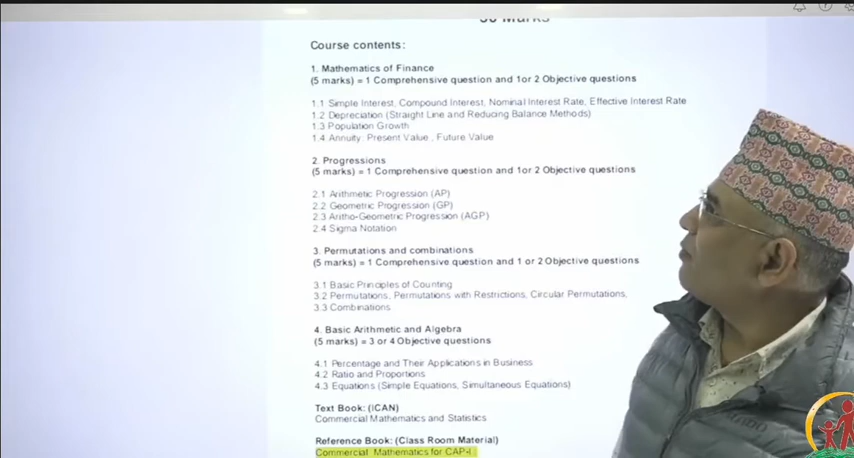 50 Marks
Course contents:
1. Mathematics of Finance
(5 marks) = 1 Comprehensive question and 1or 2 Objective questions
1.1 Simple Interest, Compound Interest, Nominal Interest Rate, Effective Interest Rate
1.2 Depreciation (Straight Line and Reducing Balance Methods)
1.3 Population Growth
1.4 Annuity: Present Value , Future Value
2. Progressions
(5 marks) = 1 Comprehensive question and 1or 2 Objective questions
2.1 Arithmetic Progression (AP)
2.2 Geometric Progression (GP)
2.3 Aritho-Geometric Progression (AGP)
2.4 Sigma Notation
3. Permutations and combinations
(5 marks) = 1 Comprehensive question and 1 or 2 Objective questions
3.1 Basic Principles of Counting
3.2 Permutations, Permutations with Restrictions, Circular Permutations,
3.3 Combinations
4. Basic Arithmetic and Algebra
(5 marks) = 3 or 4 Objective questions
4.1 Percentage and Their Applications in Business
4.2 Ratio and Proportions
4.3 Equations (Simple Equations, Simultaneous Equations)
Text Book: (ICAN)
Commercial Mathematics and Statistics
Reference Book: (Class Room Material)
Commercial Mathematics for CAP-I